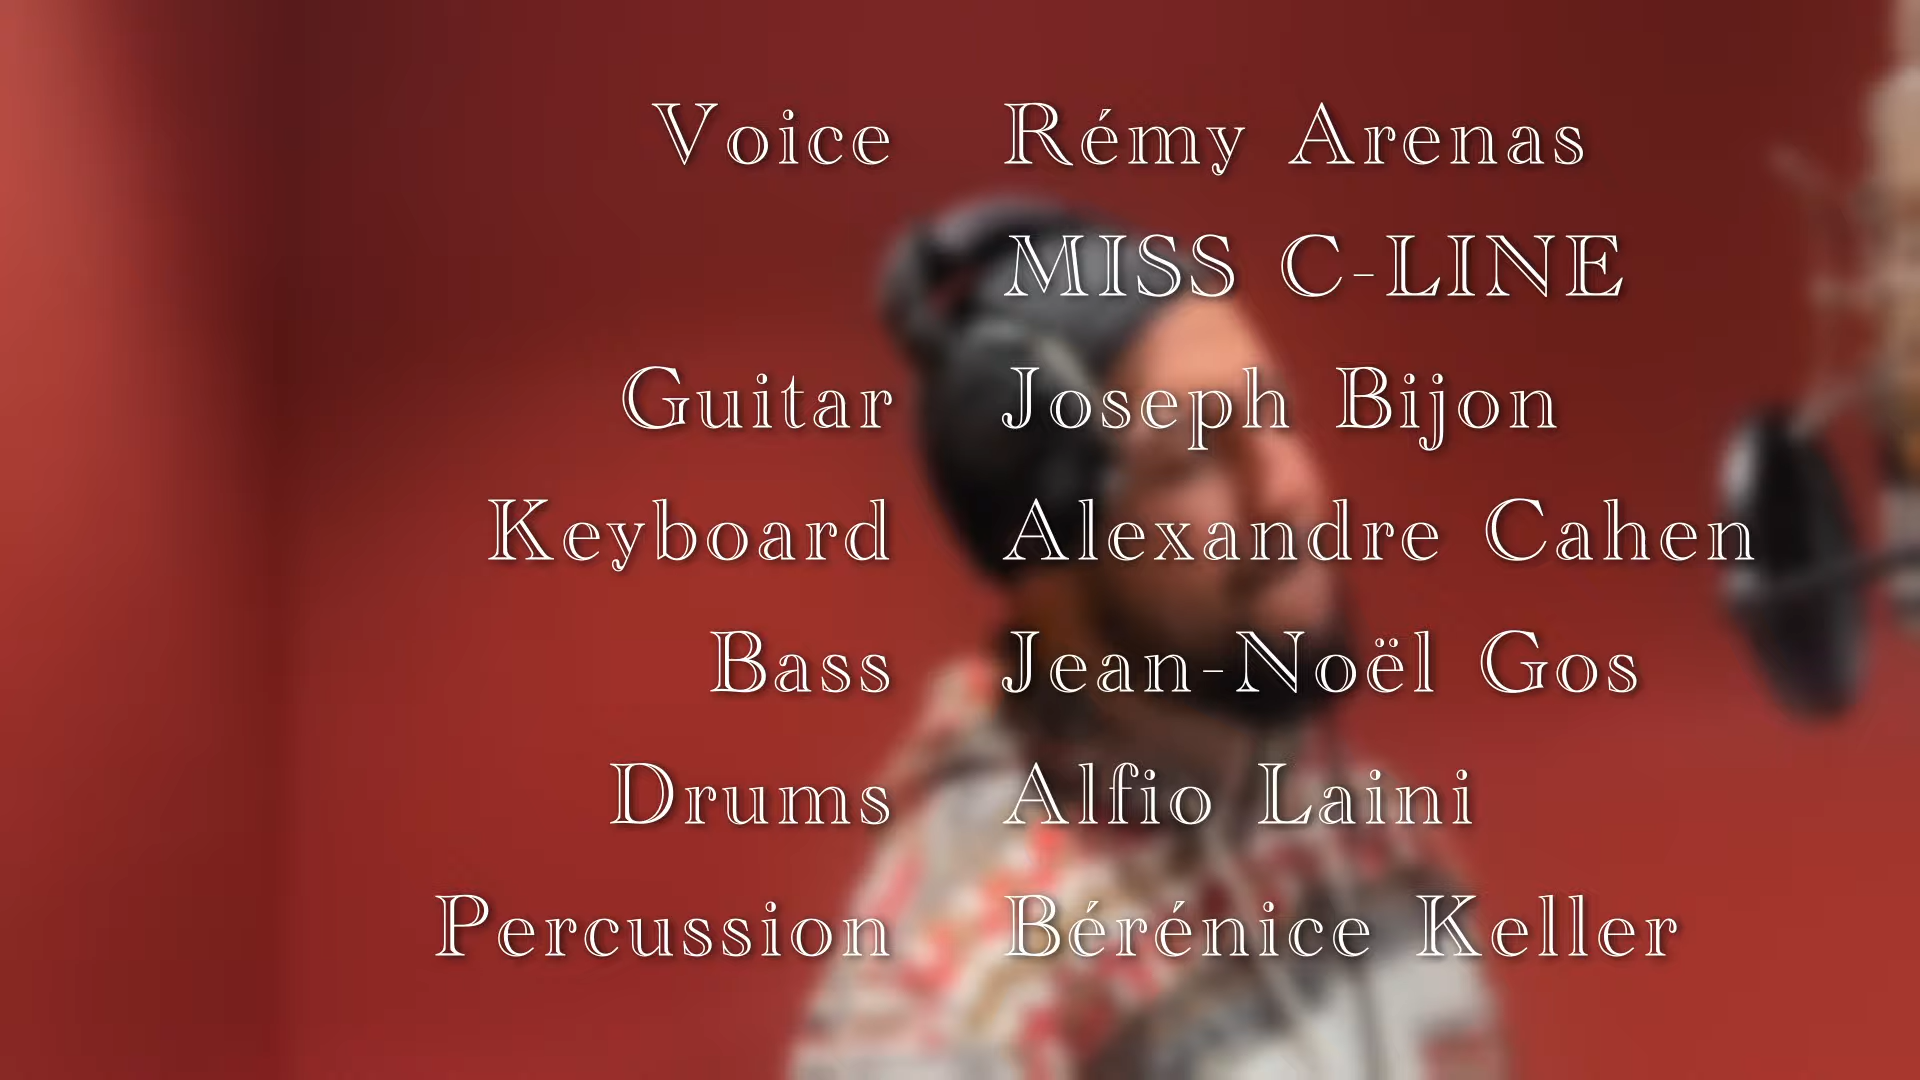 Voice Rémy Arenas
MISS C-LINE
Guitar Joseph Bijon
Keyboard Alexandre Cahen
Bass Jean-Noël Gos
Drums Alfio Laini
Percussion Bérénice Keller